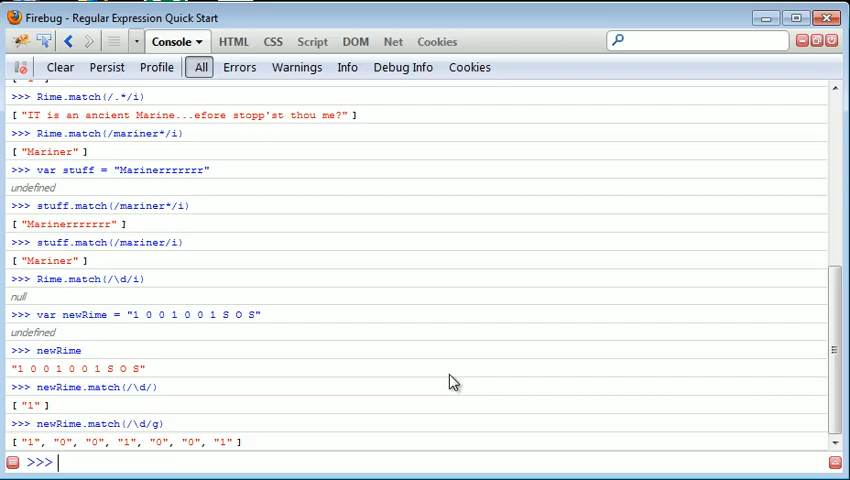 Firebug - Regular Expression Quick Start
Console HTML CSS Script DOM Net Cookies
Clear Persist Profile All Errors Warnings Info Debug Info Cookies
>>> Rime.match(/.*/i)
[ "IT is an ancient Marine...efore stopp'st thou me?" ]
>>> Rime.match(/mariner*/i)
[ "Mariner" ]
>>> var stuff = "Marinerrrrrrr"
undefined
>>> stuff.match(/mariner*/i)
[ "Marinerrrrrrr" ]
>>> stuff.match(/mariner/i)
[ "Mariner" ]
>>> Rime.match(/\d/i)
null
>>> var newRime = "1 0 0 1 0 0 1 S O S"
undefined
>>> newRime
"1 0 0 1 0 0 1 S O S"
>>> newRime.match(/\d/)
[ "1" ]
>>> newRime.match(/\d/g)
[ "1", "0", "0", "1", "0", "0", "1" ]
>>>